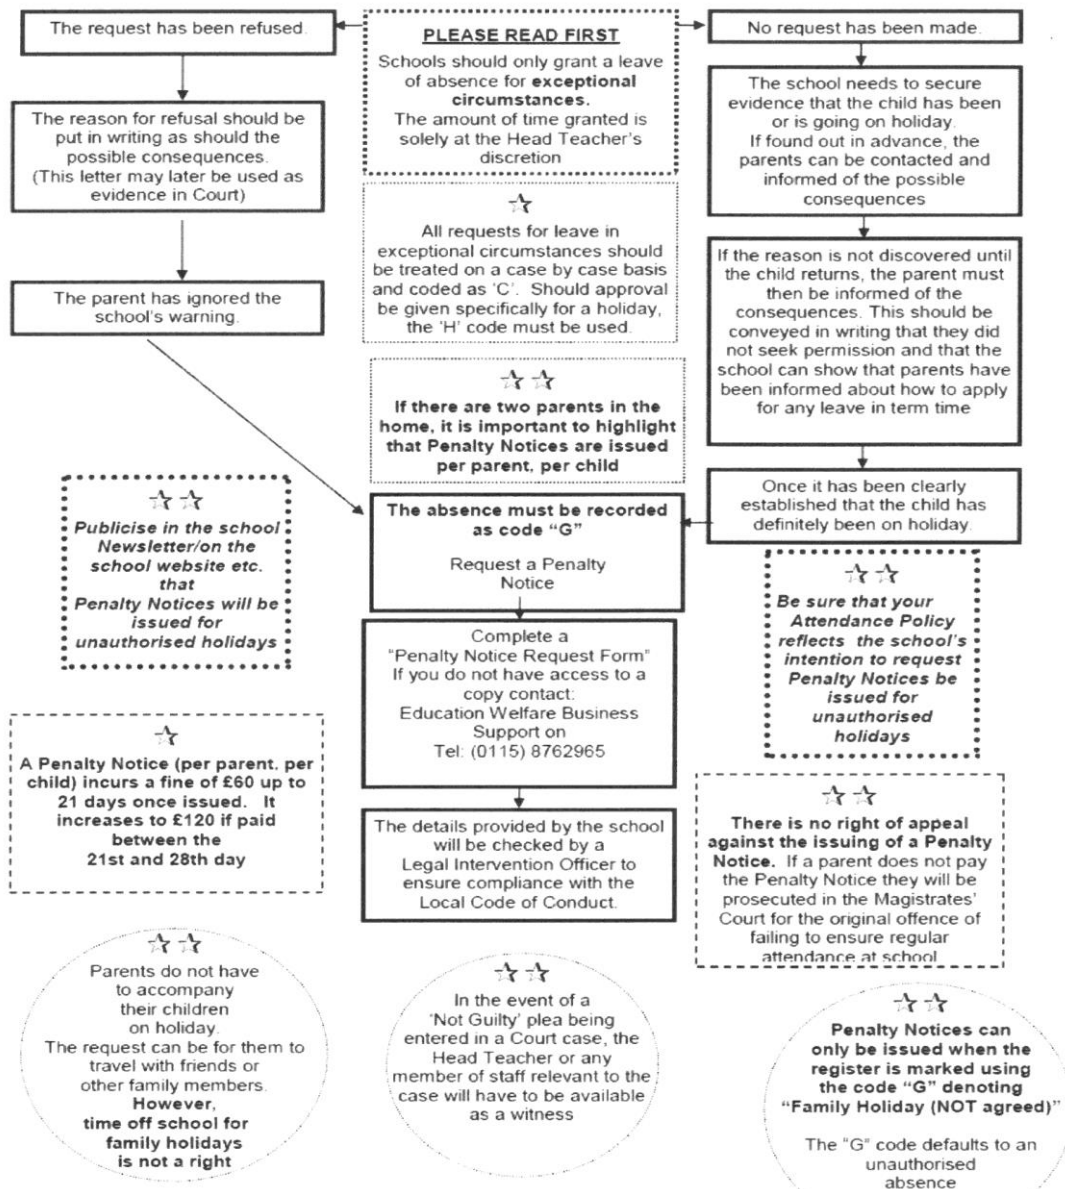 The request has been refused.
PLEASE READ FIRST
Schools should only grant a leave
of absence for exceptional
circumstances.
The amount of time granted is
solely at the Head Teacher's
discretion
No request has been made.
The reason for refusal should be
put in writing as should the
possible consequences.
(This letter may later be used as
evidence in Court)
The school needs to secure
evidence that the child has been
or is going on holiday.
If found out in advance, the
parents can be contacted and
informed of the possible
consequences
All requests for leave in
exceptional circumstances should
be treated on a case by case basis
and coded as 'C'. Should approval
be given specifically for a holiday,
the 'H' code must be used.
The parent has ignored the
school's warning.
If the reason is not discovered until
the child returns, the parent must
then be informed of the
consequences. This should be
conveyed in writing that they did
not seek permission and that the
school can show that parents have
been informed about how to apply
for any leave in term time
If there are two parents in the
home, it is important to highlight
that Penalty Notices are issued
per parent, per child
Publicise in the school
Newsletter/on the
school website etc.
that
Penalty Notices will be
issued for
unauthorised holidays
The absence must be recorded
as code "G"
Request a Penalty
Notice
Once it has been clearly
established that the child has
definitely been on holiday.
Be sure that your
Attendance Policy
reflects the school's
intention to request
Penalty Notices be
issued for
unauthorised
holidays
Complete a
"Penalty Notice Request Form"
If you do not have access to a
copy contact:
Education Welfare Business
Support on
Tel: (0115) 8762965
A Penalty Notice (per parent, per
child) incurs a fine of £60 up to
21 days once issued. It
increases to £120 if paid
between the
21st and 28th day
The details provided by the school
will be checked by a
Legal Intervention Officer to
ensure compliance with the
Local Code of Conduct.
There is no right of appeal
against the issuing of a Penalty
Notice. If a parent does not pay
the Penalty Notice they will be
prosecuted in the Magistrates'
Court for the original offence of
failing to ensure regular
attendance at school
Parents do not have
to accompany
their children
on holiday.
The request can be for them to
travel with friends or
other family members.
However,
time off school for
family holidays
is not a right
In the event of a
'Not Guilty' plea being
entered in a Court case, the
Head Teacher or any
member of staff relevant to the
case will have to be available
as a witness
Penalty Notices can
only be issued when the
register is marked using
the code "G" denoting
"Family Holiday (NOT agreed)"
The "G" code defaults to an
unauthorised
absence